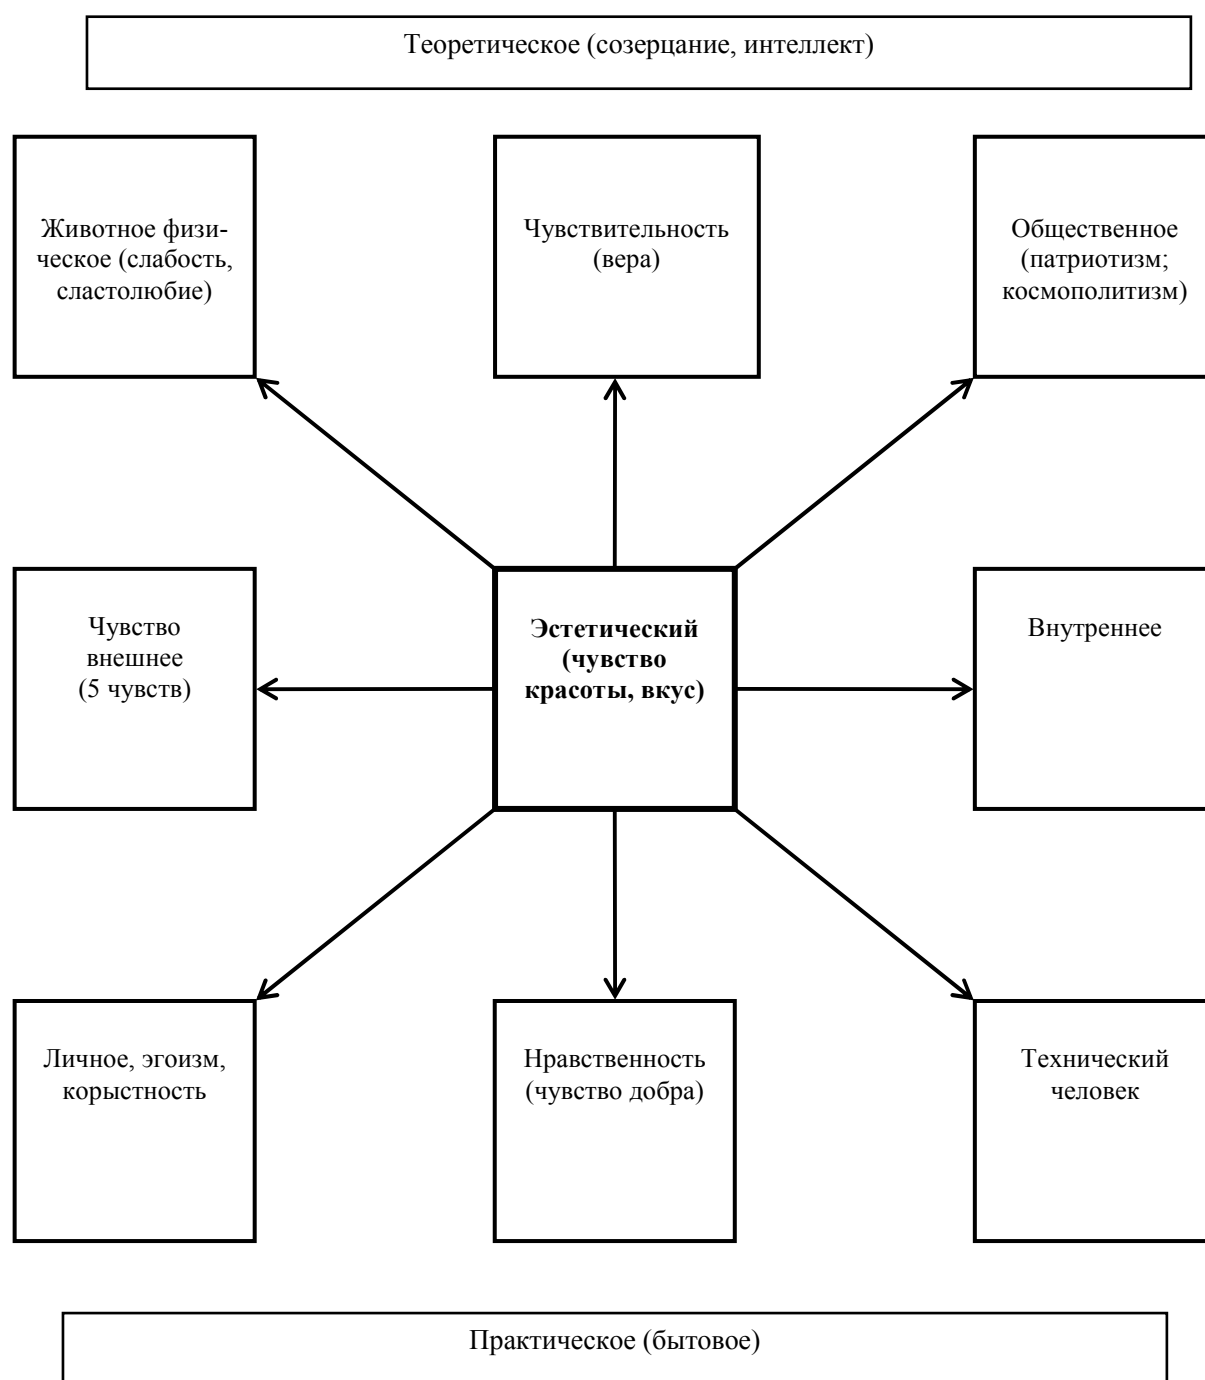 Теоретическое (созерцание, интеллект)
Животное физи-
ческое (слабость,
сластолюбие)
Чувствительность
(вера)
Общественное
(патриотизм;
космополитизм)
Чувство
внешнее
(5 чувств)
Эстетический
(чувство
красоты, вкус)
Внутреннее
Личное, эгоизм,
корыстность
Нравственность
(чувство добра)
Технический
человек
Практическое (бытовое)